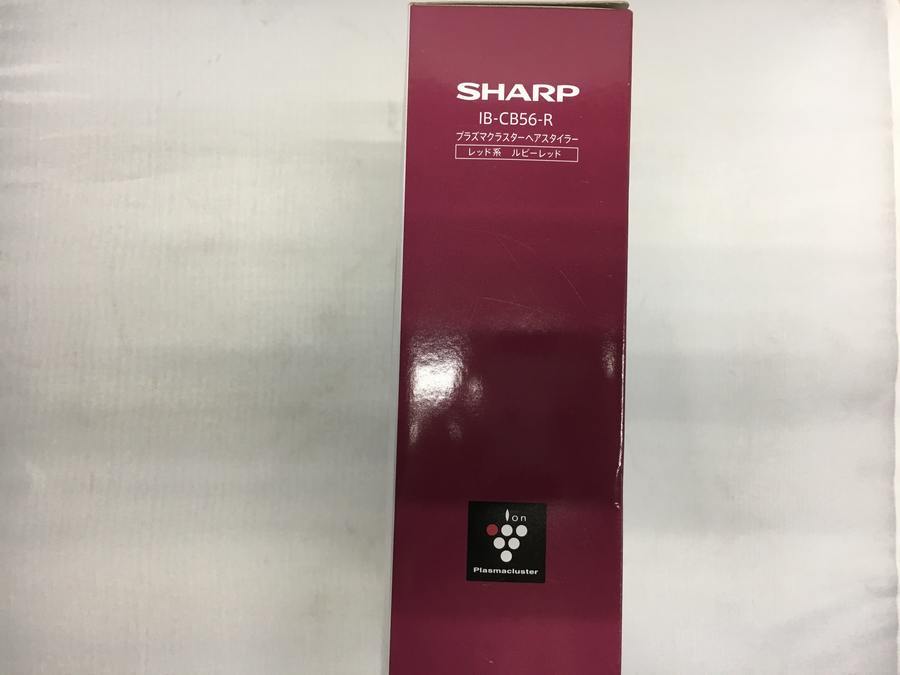 SHARP
IB-CB56-R
プラズマクラスターヘアスタイラー
レッド系 ルビーレッド
Ion
Plasmacluster